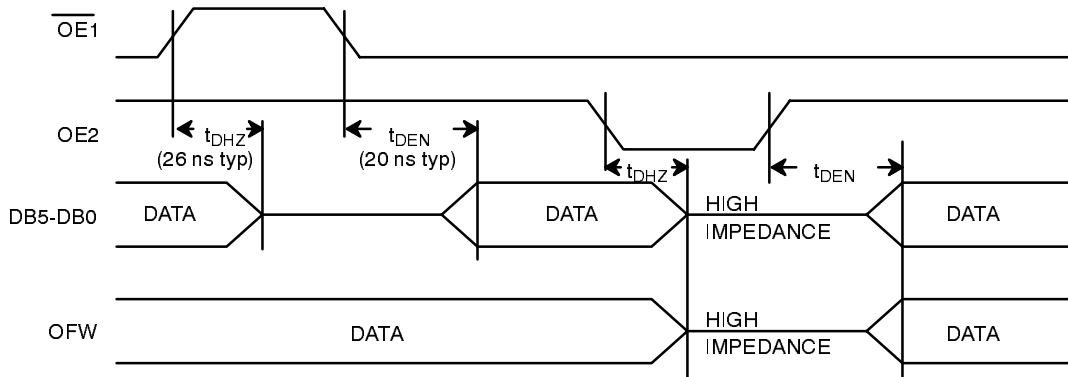 OE1
OE2
tDHZ
(26 ns typ)
tDEN
(20 ns typ)
tDHZ
tDEN
DB5-DB0
DATA
DATA
HIGH
IMPEDANCE
DATA
OFW
DATA
HIGH
IMPEDANCE
DATA